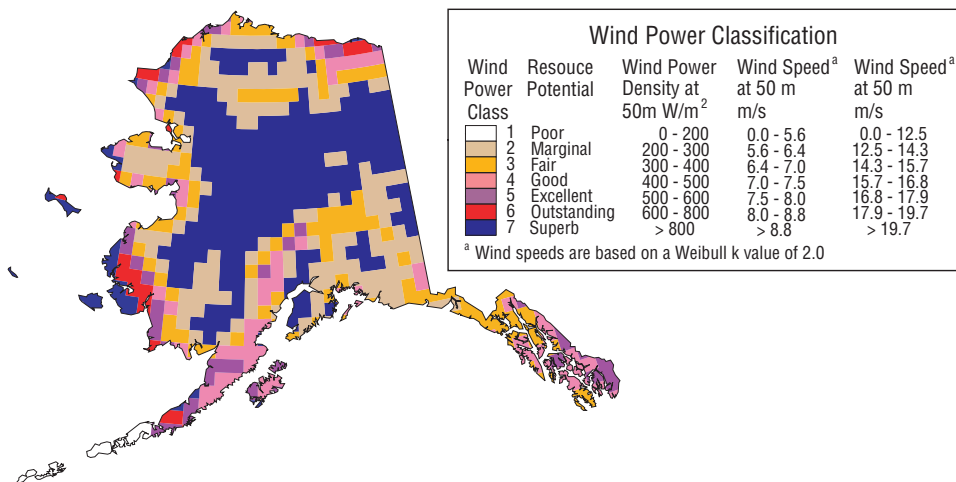 Wind Power Classification
Wind Resouce Wind Power Wind Speed a Wind Speed a
Power Potential Density at at 50 m at 50 m
Class 50m W/m2 m/s m/s
1 Poor 0 - 200 0.0 - 5.6 0.0 - 12.5
2 Marginal 200 - 300 5.6 - 6.4 12.5 - 14.3
3 Fair 300 - 400 6.4 - 7.0 14.3 - 15.7
4 Good 400 - 500 7.0 - 7.5 15.7 - 16.8
5 Excellent 500 - 600 7.5 - 8.0 16.8 - 17.9
6 Outstanding 600 - 800 8.0 - 8.8 17.9 - 19.7
7 Superb > 800 > 8.8 > 19.7
a Wind speeds are based on a Weibull k value of 2.0